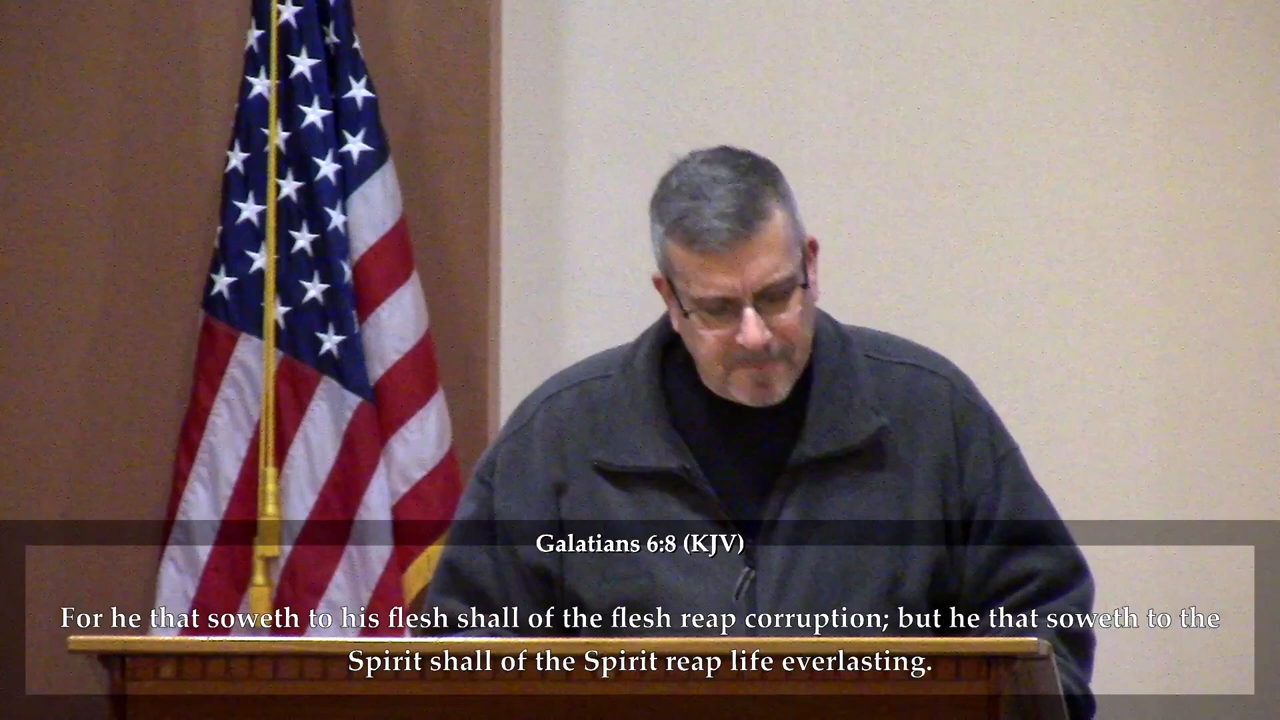 Galatians 6:8 (KJV)
For he that soweth to his flesh shall of the flesh reap corruption; but he that soweth to the
Spirit shall of the Spirit reap life everlasting.